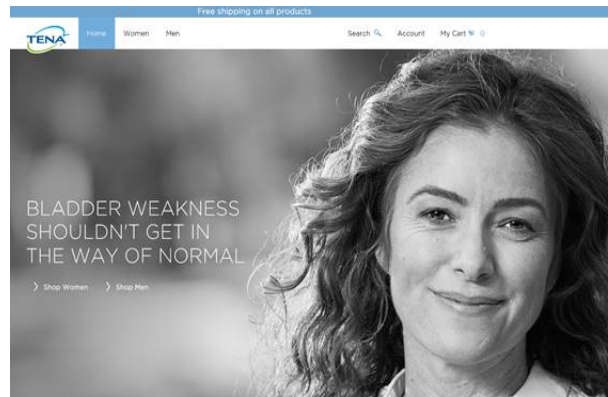 Free shipping on all products
TENA
Home Women Men Search Account My Cart 0
BLADDER WEAKNESS
SHOULDN'T GET IN
THE WAY OF NORMAL
Shop Women Shop Men